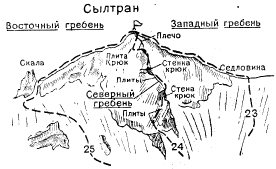 Сылтран
Восточный гребень
Западный гребень
Плечо
Скала
Плита
Крюк
Стенка
крюк
Седловина
Плиты
Северный
гребень
Стена
крюк
Плиты
23
25
24